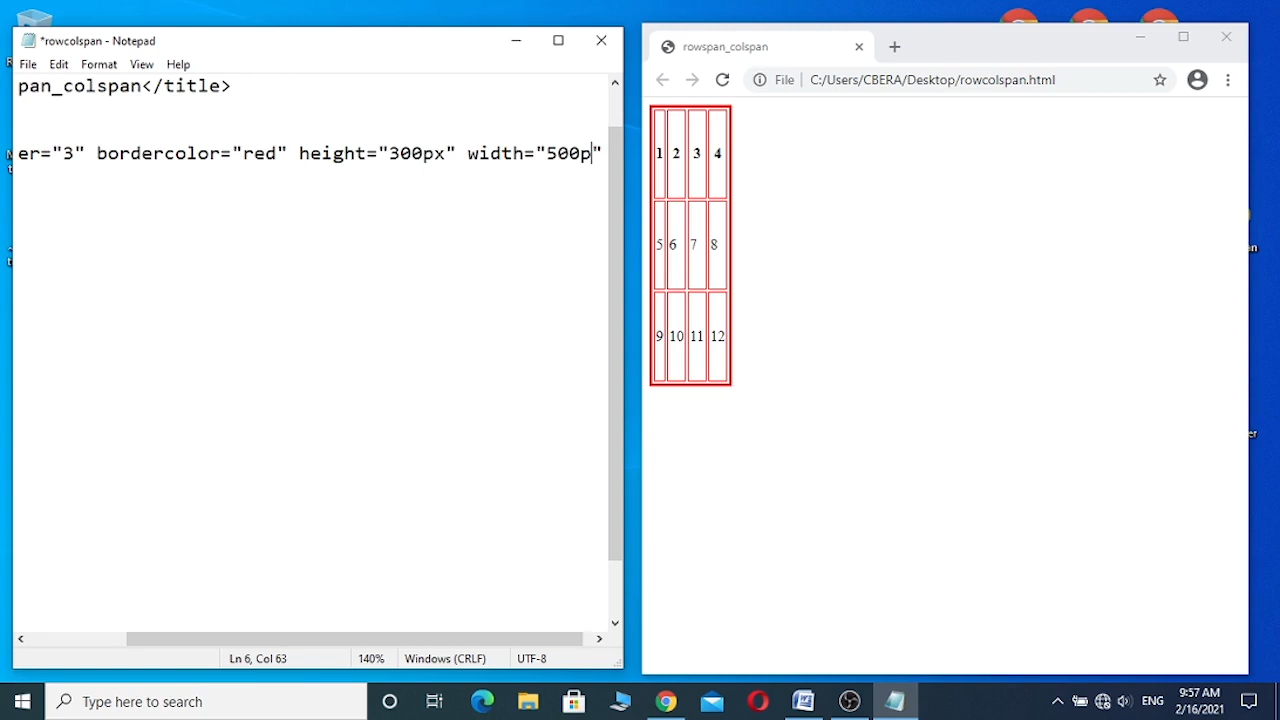 *rowcolspan - Notepad
File Edit Format View Help
pan_colspan</title>
er="3" bordercolor="red" height="300px" width="500p"
Ln 6, Col 63
140%
Windows (CRLF)
UTF-8
rowspan_colspan
File
C:/Users/CBERA/Desktop/rowcolspan.html
1 2 3 4
5 6 7 8
9 10 11 12
Type here to search
ENG
9:57 AM
2/16/2021